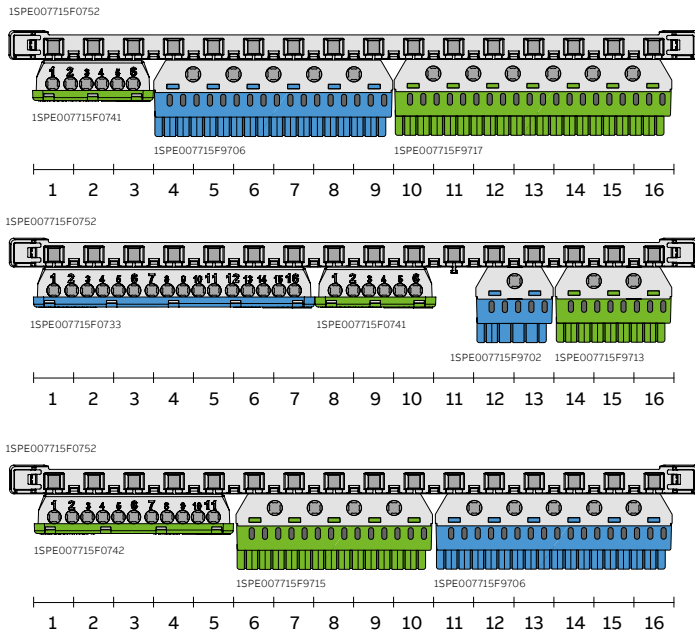 1SPE007715F0752
1 2 3 4 5 6
1SPE007715F0741
1SPE007715F9706
1SPE007715F9717
1 2 3 4 5 6 7 8 9 10 11 12 13 14 15 16
1SPE007715F0752
1 2 3 4 5 6 7 8 9 10 11 12 13 14 15 16
1 2 3 4 5 6
1SPE007715F0733
1SPE007715F0741
1SPE007715F9702
1SPE007715F9713
1 2 3 4 5 6 7 8 9 10 11 12 13 14 15 16
1SPE007715F0752
1 2 3 4 5 6 7 8 9 10 11
1SPE007715F0742
1SPE007715F9715
1SPE007715F9706
1 2 3 4 5 6 7 8 9 10 11 12 13 14 15 16